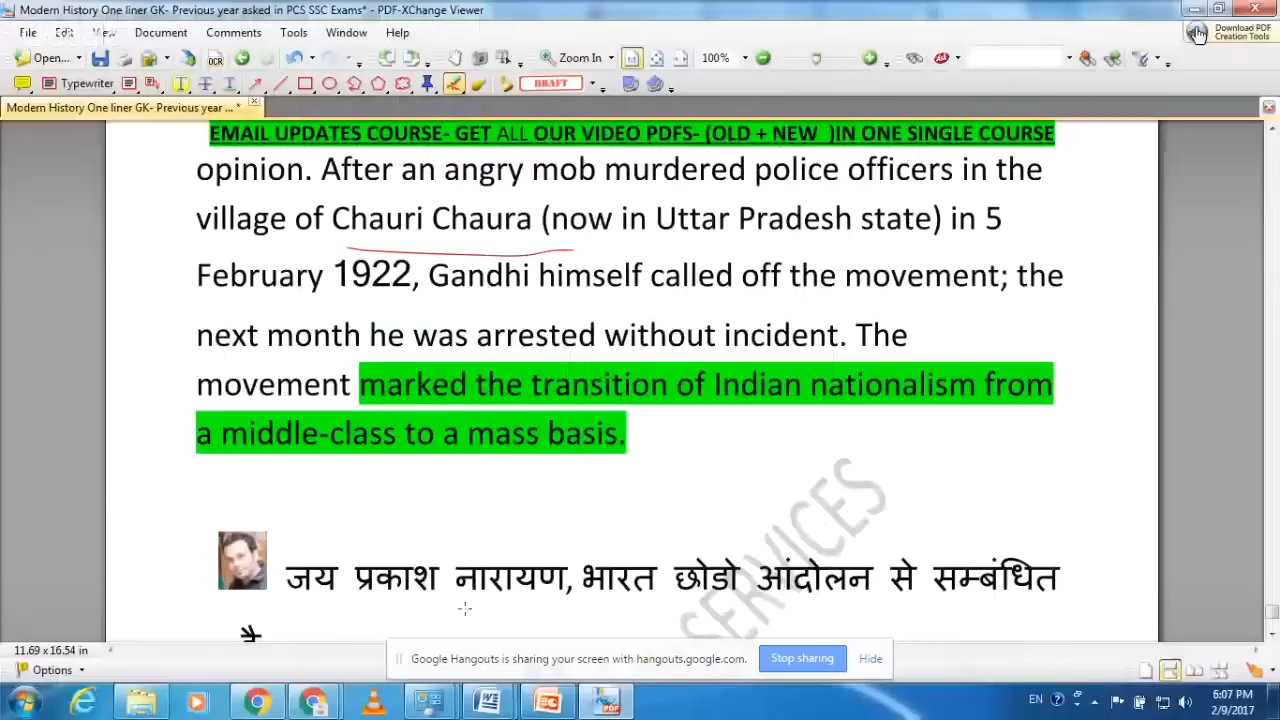 Modern History One liner GK- Previous year asked in PCS SSC Exams* - PDF-XChange Viewer
File Edit View Document Comments Tools Window Help
Download PDF Creation Tools
Open... OCR Zoom In 100%
Typewriter DRAFT
Modern History One liner GK- Previous year ... *
EMAIL UPDATES COURSE- GET ALL OUR VIDEO PDFS- (OLD + NEW )IN ONE SINGLE COURSE
opinion. After an angry mob murdered police officers in the
village of Chauri Chaura (now in Uttar Pradesh state) in 5
February 1922, Gandhi himself called off the movement; the
next month he was arrested without incident. The
movement marked the transition of Indian nationalism from
a middle-class to a mass basis.
SERVICES
जय प्रकाश नारायण, भारत छोडो आंदोलन से सम्बंधित
11.69 x 16.54 in
Google Hangouts is sharing your screen with hangouts.google.com. Stop sharing Hide
Options
EN 6:07 PM
2/9/2017